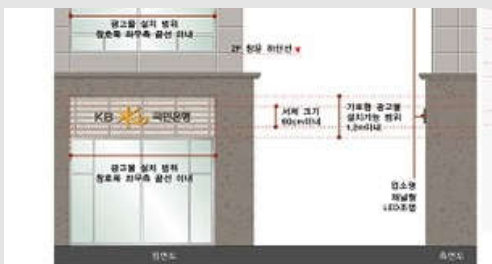 광고물 설치 범위
창호폭 좌우측 끝선 이내
2F 창문 하단선
KB 국민은행
서체 크기
60cm이내
가로형 광고물
설치가능 범위
1.2m이내
광고물 설치 범위
창호폭 좌우측 끝선 이내
업소명
채널형
LED조명
정면도
측면도